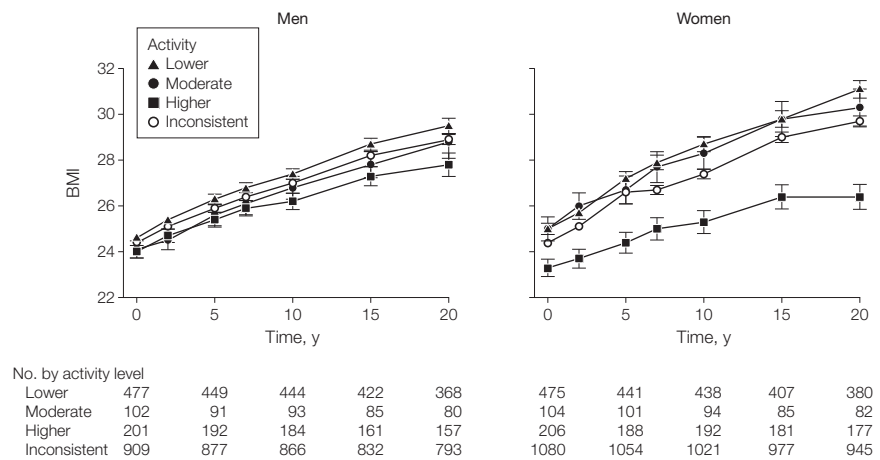 Men
Women
Activity
Lower
Moderate
Higher
Inconsistent
BMI
32
30
28
26
24
22
0 5 10 15 20
Time, y
0 5 10 15 20
Time, y
No. by activity level
Lower 477 449 444 422 368 475 441 438 407 380
Moderate 102 91 93 85 80 104 101 94 85 82
Higher 201 192 184 161 157 206 188 192 181 177
Inconsistent 909 877 866 832 793 1080 1054 1021 977 945